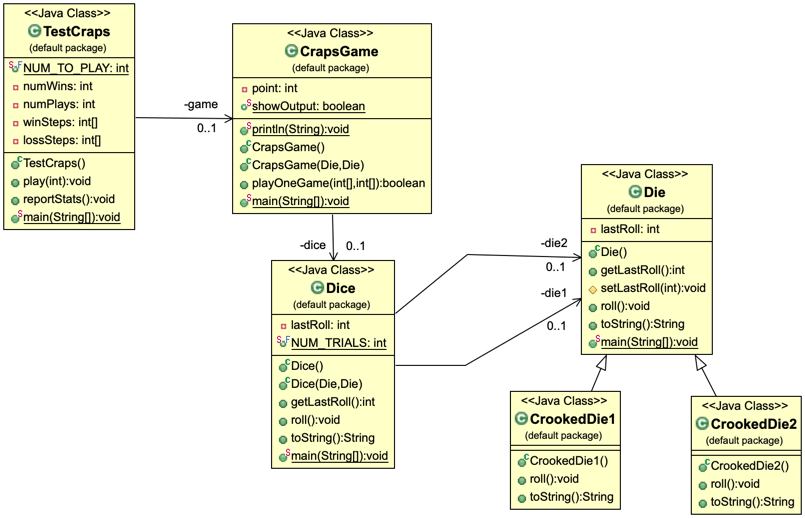 <<Java Class>>
TestCraps
(default package)
NUM_TO_PLAY: int
numWins: int
numPlays: int
winSteps: int[]
lossSteps: int[]
TestCraps()
play(int):void
reportStats():void
main(String[]):void
-game
0..1
<<Java Class>>
CrapsGame
(default package)
point: int
showOutput: boolean
println(String):void
CrapsGame()
CrapsGame(Die,Die)
playOneGame(int[],int[]):boolean
main(String[]):void
-dice
0..1
<<Java Class>>
Dice
(default package)
lastRoll: int
NUM_TRIALS: int
Dice()
Dice(Die,Die)
getLastRoll():int
roll():void
toString():String
main(String[]):void
-die2
0..1
-die1
0..1
<<Java Class>>
Die
(default package)
lastRoll: int
Die()
getLastRoll():int
setLastRoll(int):void
roll():void
toString():String
main(String[]):void
<<Java Class>>
CrookedDie1
(default package)
CrookedDie1()
roll():void
toString():String
<<Java Class>>
CrookedDie2
(default package)
CrookedDie2()
roll():void
toString():String